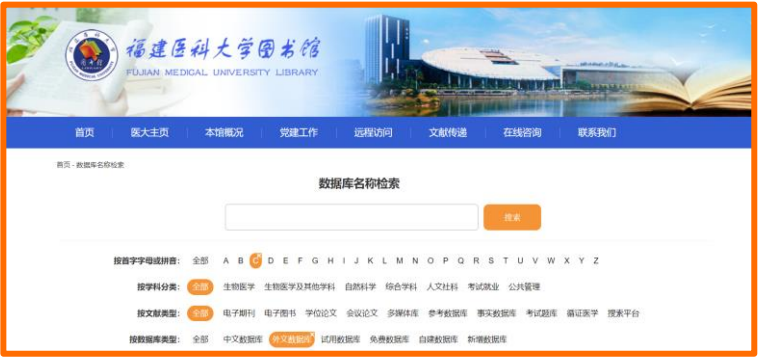 福建医科大学图书馆
FUJIAN MEDICAL UNIVERSITY LIBRARY
首页 医大主页 本馆概况 党建工作 远程访问 文献传递 在线咨询 联系我们
首页 - 数据库名称检索
数据库名称检索
搜索
按首字字母或拼音： 全部 A B C D E F G H I J K L M N O P Q R S T U V W X Y Z
按学科分类： 全部 生物医学 生物医学及其他学科 自然科学 综合学科 人文社科 考试就业 公共管理
按文献类型： 全部 电子期刊 电子图书 学位论文 会议论文 多媒体库 参考数据库 事实数据库 考试题库 循证医学 搜索平台
按数据库类型： 全部 中文数据库 外文数据库 试用数据库 免费数据库 自建数据库 新增数据库